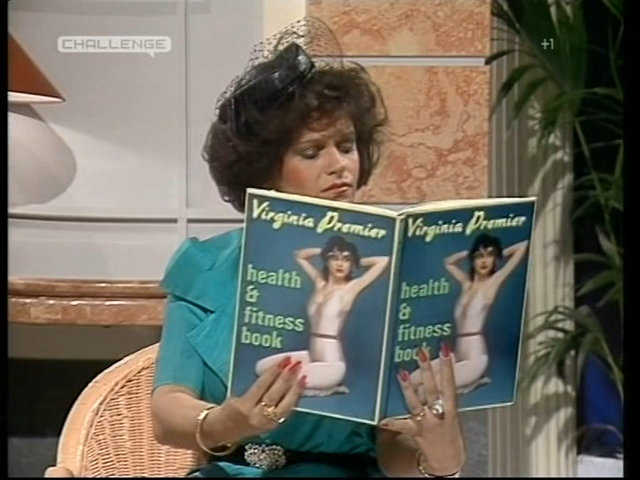 CHALLENGE
+1
Virginia Premier
health
&
fitness
book
Virginia Premier
health
&
fitness
book